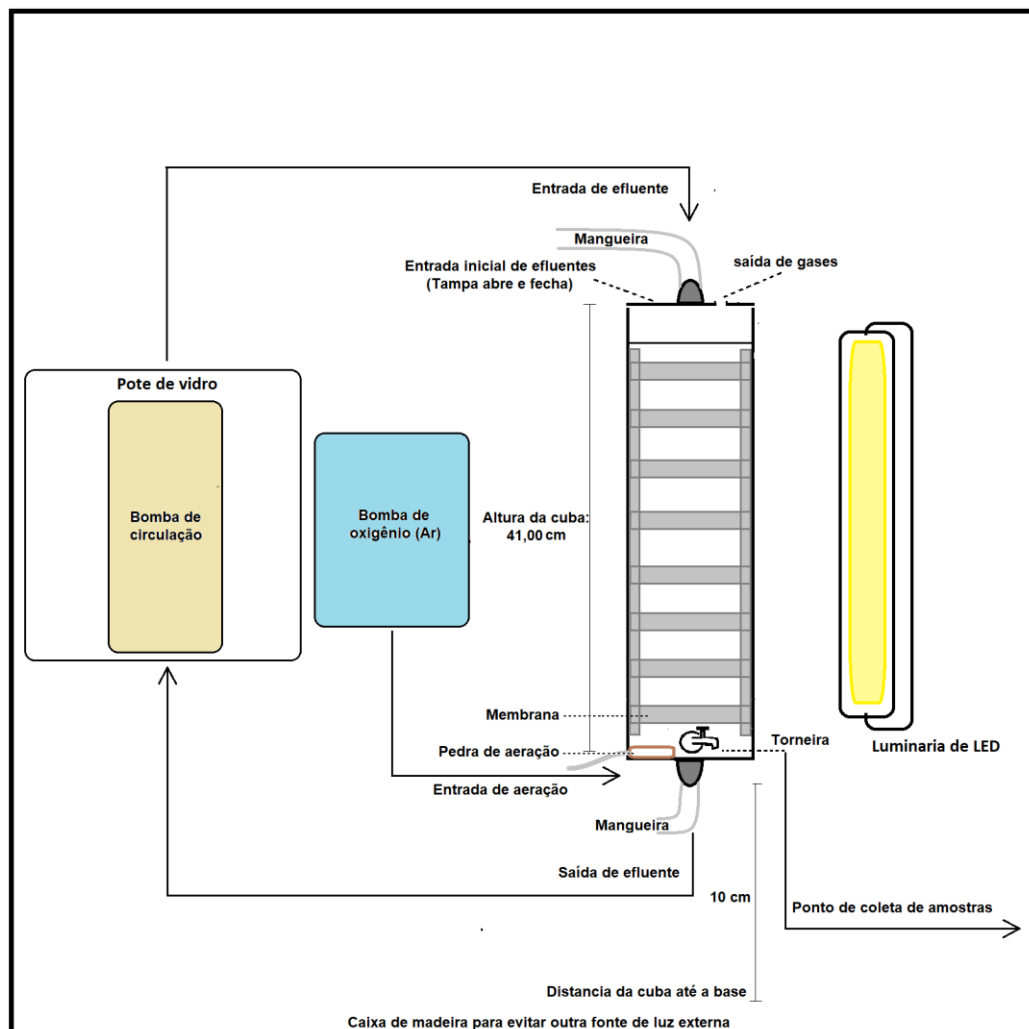 Entrada de efluente
Mangueira
saída de gases
Entrada inicial de efluentes
(Tampa abre e fecha)
Pote de vidro
Bomba de
circulação
Bomba de
oxigênio (Ar)
Altura da cuba:
41,00 cm
Membrana
Pedra de aeração
Torneira
Luminaria de LED
Entrada de aeração
Mangueira
Saída de efluente
10 cm
Ponto de coleta de amostras
Distancia da cuba até a base
Caixa de madeira para evitar outra fonte de luz externa